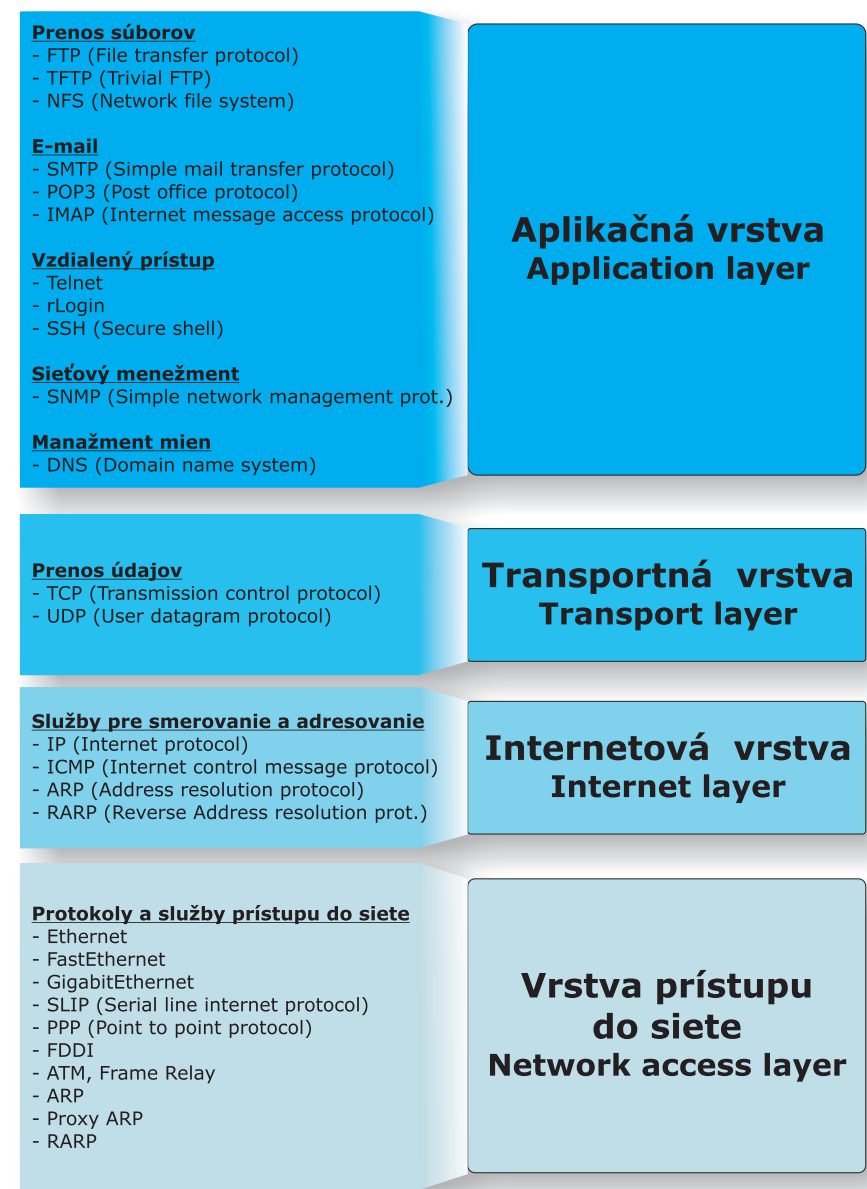 Prenos súborov
- FTP (File transfer protocol)
- TFTP (Trivial FTP)
- NFS (Network file system)
E-mail
- SMTP (Simple mail transfer protocol)
- POP3 (Post office protocol)
- IMAP (Internet message access protocol)
Vzdialený prístup
- Telnet
- rLogin
- SSH (Secure shell)
Sieťový menežment
- SNMP (Simple network management prot.)
Manažment mien
- DNS (Domain name system)
Aplikačná vrstva
Application layer
Prenos údajov
- TCP (Transmission control protocol)
- UDP (User datagram protocol)
Transportná vrstva
Transport layer
Služby pre smerovanie a adresovanie
- IP (Internet protocol)
- ICMP (Internet control message protocol)
- ARP (Address resolution protocol)
- RARP (Reverse Address resolution prot.)
Internetová vrstva
Internet layer
Protokoly a služby prístupu do siete
- Ethernet
- FastEthernet
- GigabitEthernet
- SLIP (Serial line internet protocol)
- PPP (Point to point protocol)
- FDDI
- ATM, Frame Relay
- ARP
- Proxy ARP
- RARP
Vrstva prístupu
do siete
Network access layer